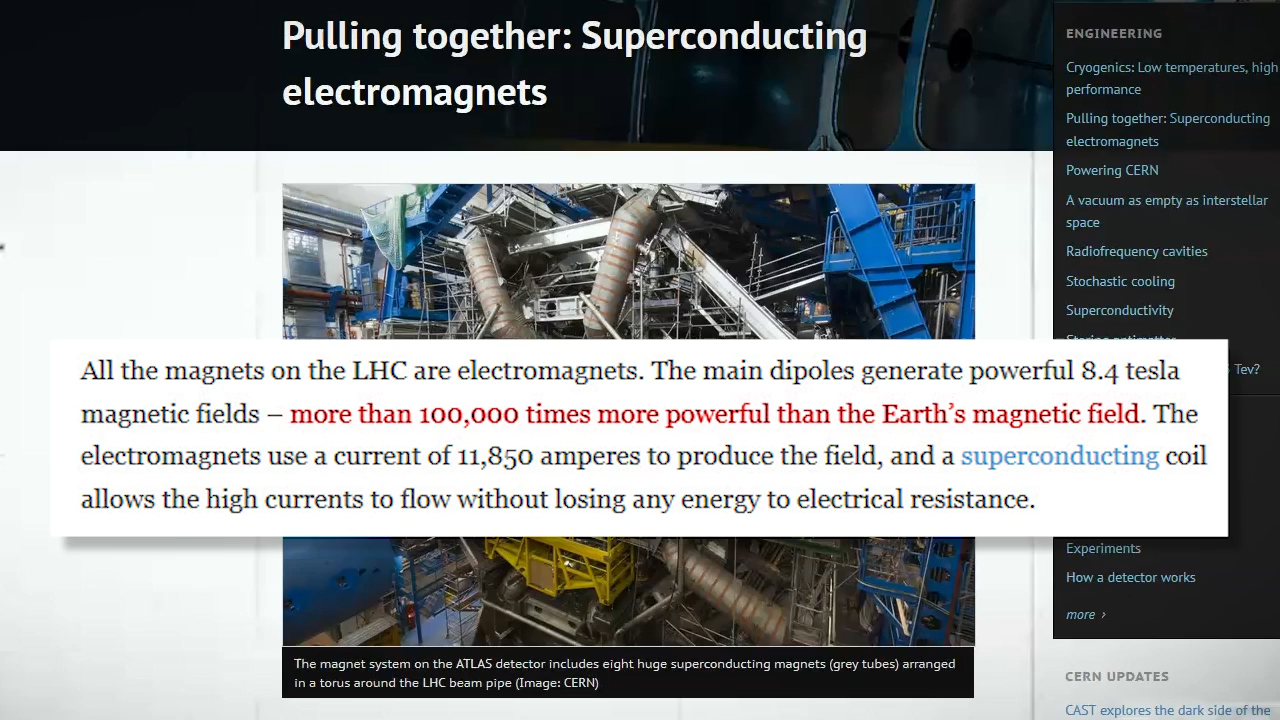 Pulling together: Superconducting
electromagnets
ENGINEERING
Cryogenics: Low temperatures, high
performance
Pulling together: Superconducting
electromagnets
Powering CERN
A vacuum as empty as interstellar
space
Radiofrequency cavities
Stochastic cooling
Superconductivity
Tev?
All the magnets on the LHC are electromagnets. The main dipoles generate powerful 8.4 tesla
magnetic fields – more than 100,000 times more powerful than the Earth’s magnetic field. The
electromagnets use a current of 11,850 amperes to produce the field, and a superconducting coil
allows the high currents to flow without losing any energy to electrical resistance.
Experiments
How a detector works
more ›
The magnet system on the ATLAS detector includes eight huge superconducting magnets (grey tubes) arranged
in a torus around the LHC beam pipe (Image: CERN)
CERN UPDATES
CAST explores the dark side of the